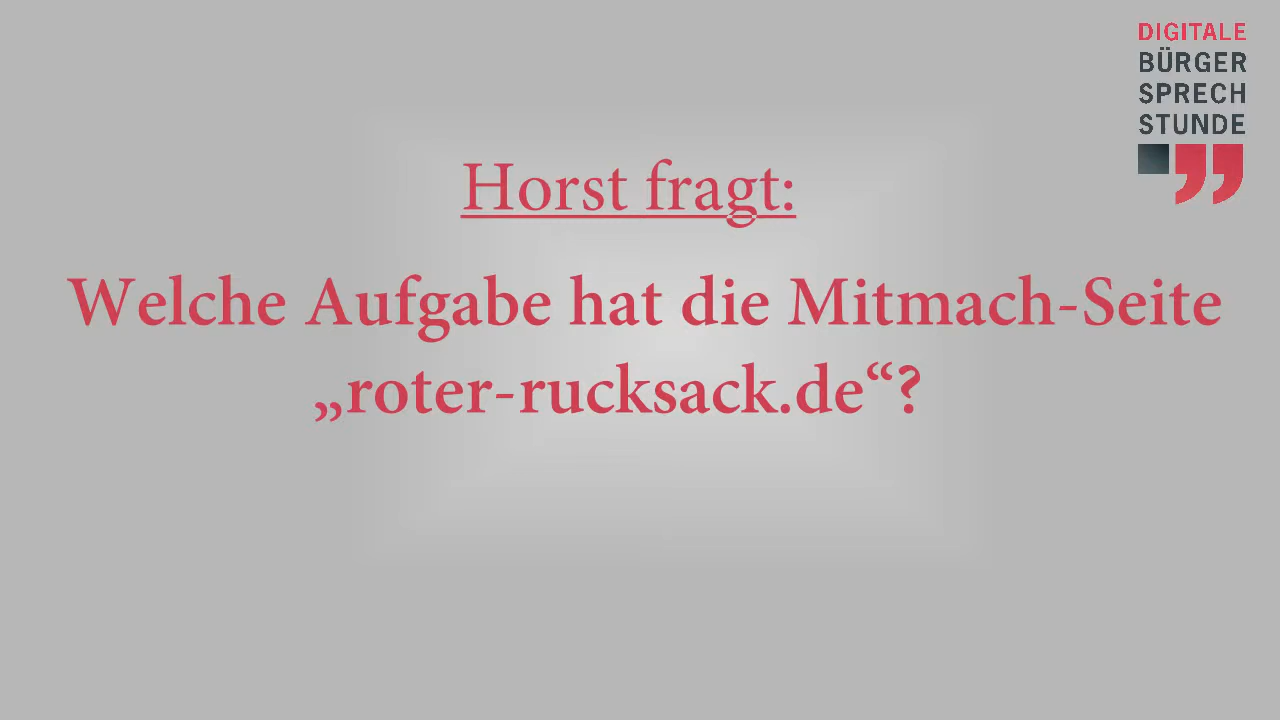 DIGITALE
BÜRGER
SPRECH
STUNDE
Horst fragt:
Welche Aufgabe hat die Mitmach-Seite
„roter-rucksack.de“?